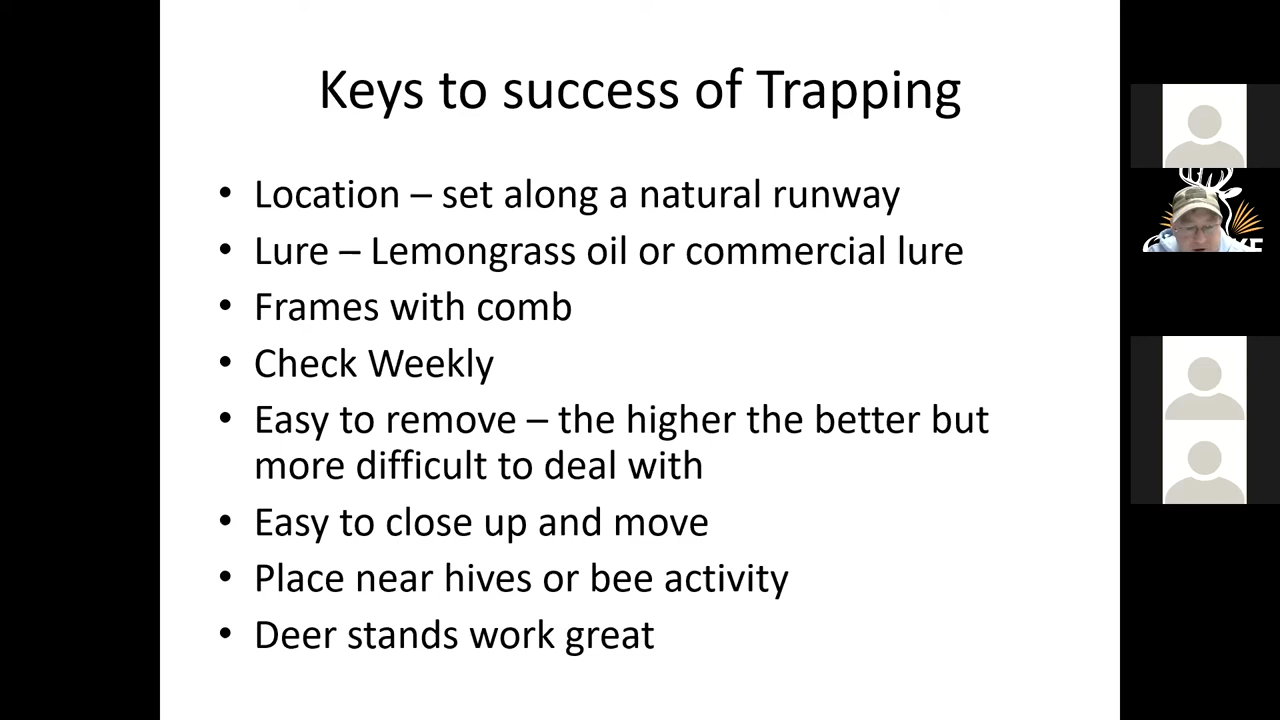 Keys to success of Trapping
• Location – set along a natural runway
• Lure – Lemongrass oil or commercial lure
• Frames with comb
• Check Weekly
• Easy to remove – the higher the better but
more difficult to deal with
• Easy to close up and move
• Place near hives or bee activity
• Deer stands work great